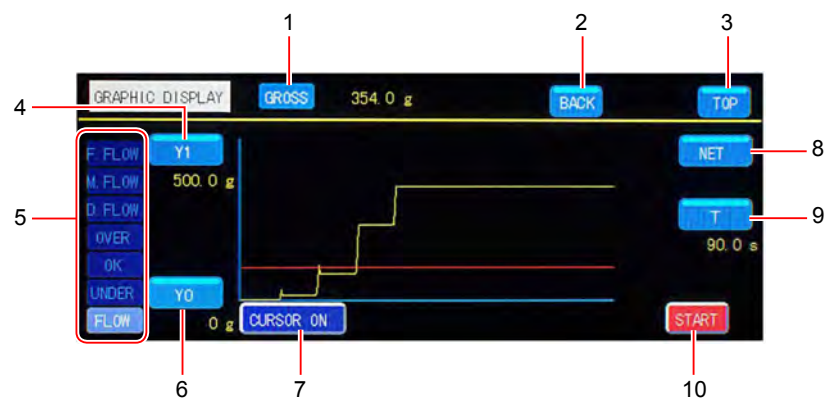 1 2 3
4 GRAPHIC DISPLAY GROSS 354.0 g BACK TOP
F.FLOW Y1 NET 8
M.FLOW 500.0 g
D.FLOW
5 OVER T 9
OK 90.0 s
UNDER Y0
FLOW 0 g CURSOR ON START
6 7 10